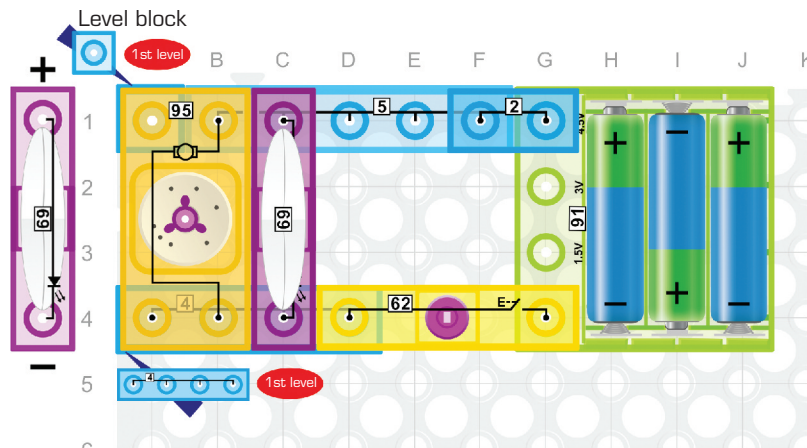 Level block
1st level
+
B C D E F G H I J K
95
5
2
1
4.5V
+ − +
2
3V
69
69
91
3
1.5V
4
4
62
E
− + −
−
5
4
1st level
6